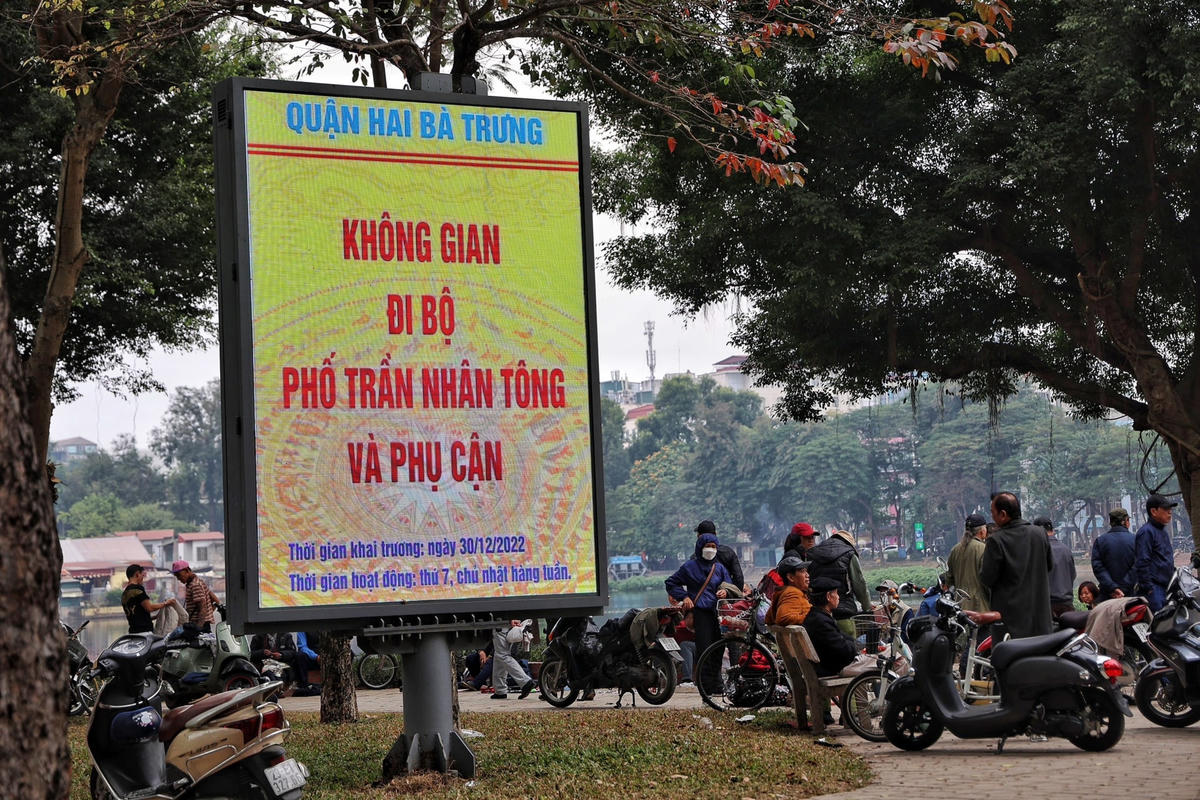 QUẬN HAI BÀ TRƯNG
KHÔNG GIAN
ĐI BỘ
PHỐ TRẦN NHÂN TÔNG
VÀ PHỤ CẬN
Thời gian khai trương: ngày 30/12/2022
Thời gian hoạt động: thứ 7, chủ nhật hàng tuần.